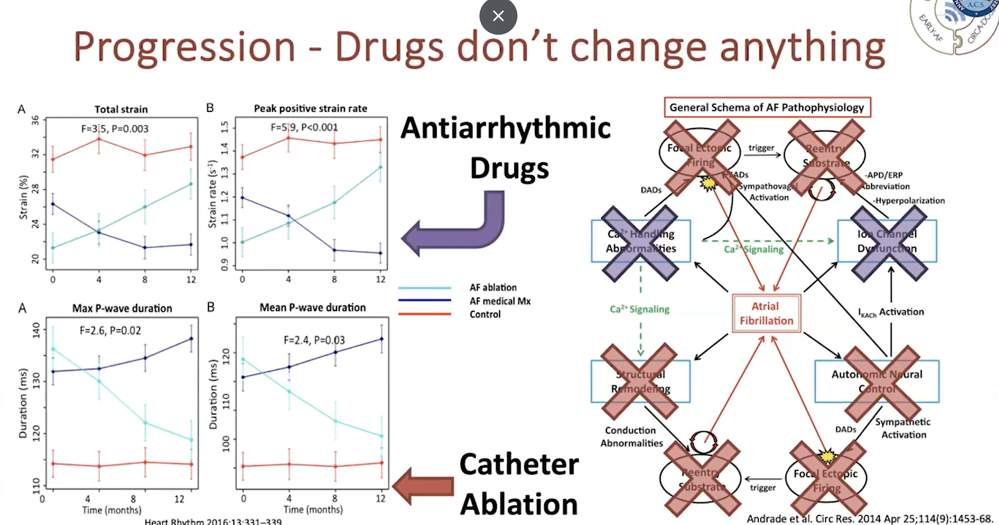 Progression - Drugs don't change anything
EARLY-AF
A.C.S.
A
Total strain
F=3.5, P=0.003
Strain (%)
36
32
28
24
20
0 4 8 12
B
Peak positive strain rate
F=5.9, P<0.001
Strain rate (s⁻¹)
1.5
1.4
1.3
1.2
1.1
1.0
0.9
0 4 8 12
Antiarrhythmic
Drugs
AF ablation
AF medical Mx
Control
A
Max P-wave duration
F=2.6, P=0.02
Duration (ms)
140
130
120
110
0 4 8 12
Time (months)
B
Mean P-wave duration
F=2.4, P=0.03
Duration (ms)
120
110
100
0 4 8 12
Time (months)
Heart Rhythm 2016;13:331–339
Catheter
Ablation
General Schema of AF Pathophysiology
Focal Ectopic
Firing
trigger
Reentry
Substrate
DADs
EADs
Sympathovagal
Activation
-APD/ERP
Abbreviation
-Hyperpolarization
Ca²⁺ Handling
Abnormalities
Ca²⁺ Signaling
Ion Channel
Dysfunction
Ca²⁺ Signaling
Atrial
Fibrillation
IKACh Activation
Structural
Remodeling
Autonomic Neural
Control
Conduction
Abnormalities
DADs
Sympathetic
Activation
Reentry
Substrate
trigger
Focal Ectopic
Firing
Andrade et al. Circ Res. 2014 Apr 25;114(9):1453-68.